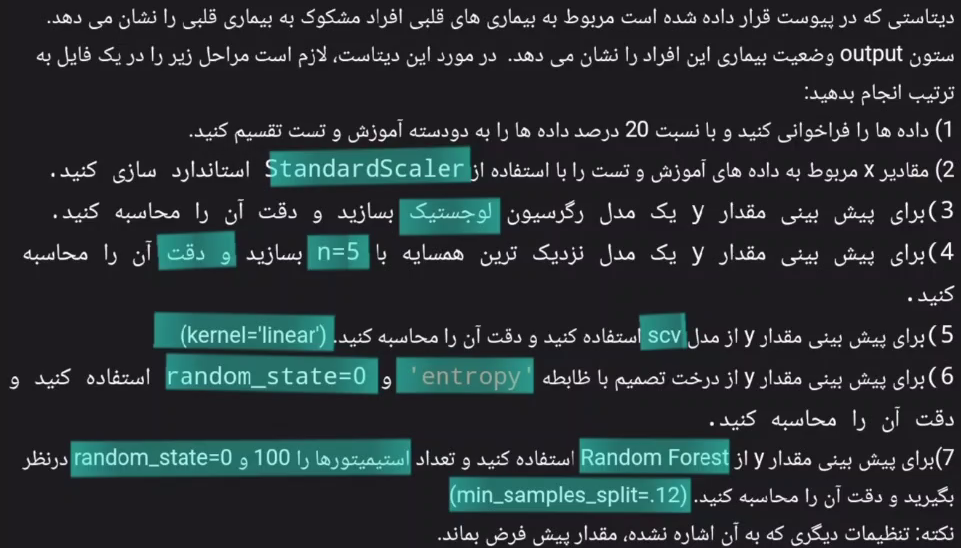 دیتاستی که در پیوست قرار داده شده است مربوط به بیماری های قلبی افراد مشکوک به بیماری قلبی را نشان می دهد.
ستون output وضعیت بیماری این افراد را نشان می دهد. در مورد این دیتاست، لازم است مراحل زیر را در یک فایل به
ترتیب انجام بدهید:
1) داده ها را فراخوانی کنید و با نسبت 20 درصد داده ها را به دودسته آموزش و تست تقسیم کنید.
2) مقادیر x مربوط به داده های آموزش و تست را با استفاده از StandardScaler استاندارد سازی کنید.
3)برای پیش بینی مقدار y یک مدل رگرسیون لوجستیک بسازید و دقت آن را محاسبه کنید.
4)برای پیش بینی مقدار y یک مدل نزدیک ترین همسایه با n=5 بسازید و دقت آن را محاسبه
کنید.
5)برای پیش بینی مقدار y از مدل scv استفاده کنید و دقت آن را محاسبه کنید. (kernel='linear')
6)برای پیش بینی مقدار y از درخت تصمیم با ظابطه 'entropy' و random_state=0 استفاده کنید و
دقت آن را محاسبه کنید.
7)برای پیش بینی مقدار y از Random Forest استفاده کنید و تعداد استیمیتورها را 100 و random_state=0 درنظر
بگیرید و دقت آن را محاسبه کنید. (min_samples_split=.12)
نکته: تنظیمات دیگری که به آن اشاره نشده، مقدار پیش فرض بماند.